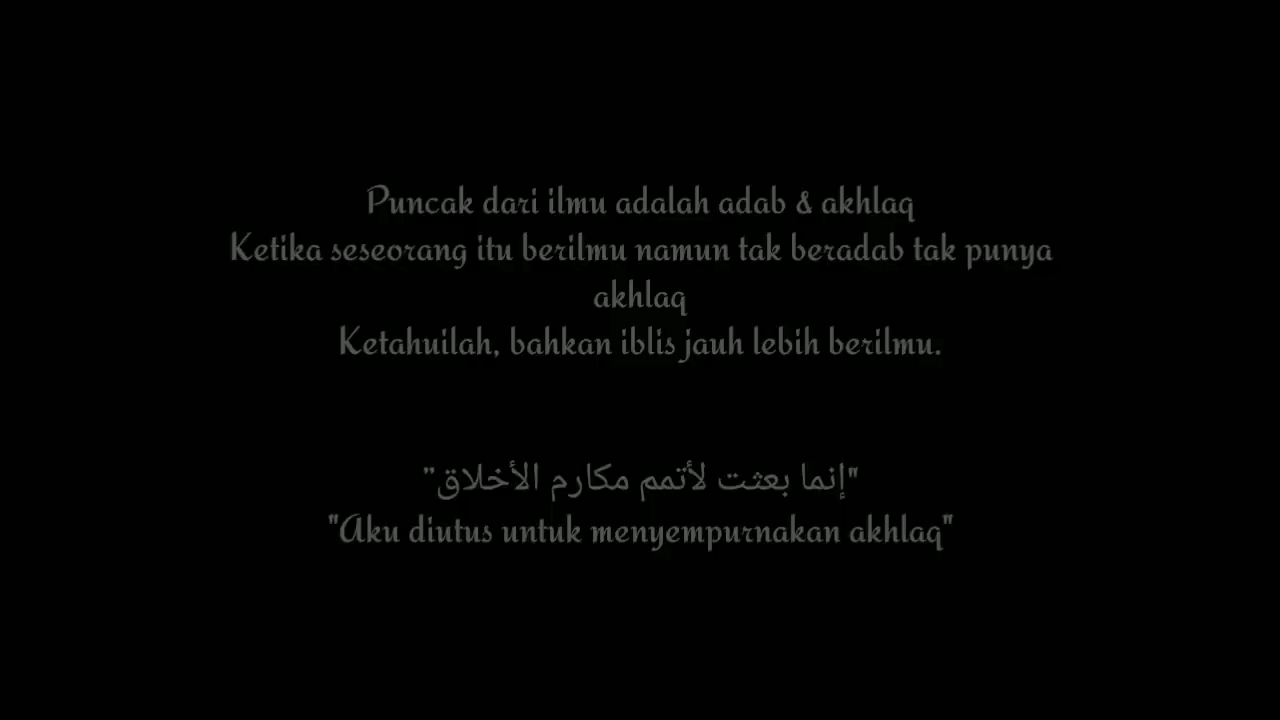 Puncak dari ilmu adalah adab & akhlaq
Ketika seseorang itu berilmu namun tak beradab tak punya
akhlaq
Ketahuilah, bahkan iblis jauh lebih berilmu.
"إنما بعثت لأتمم مكارم الأخلاق"
"Aku diutus untuk menyempurnakan akhlaq"